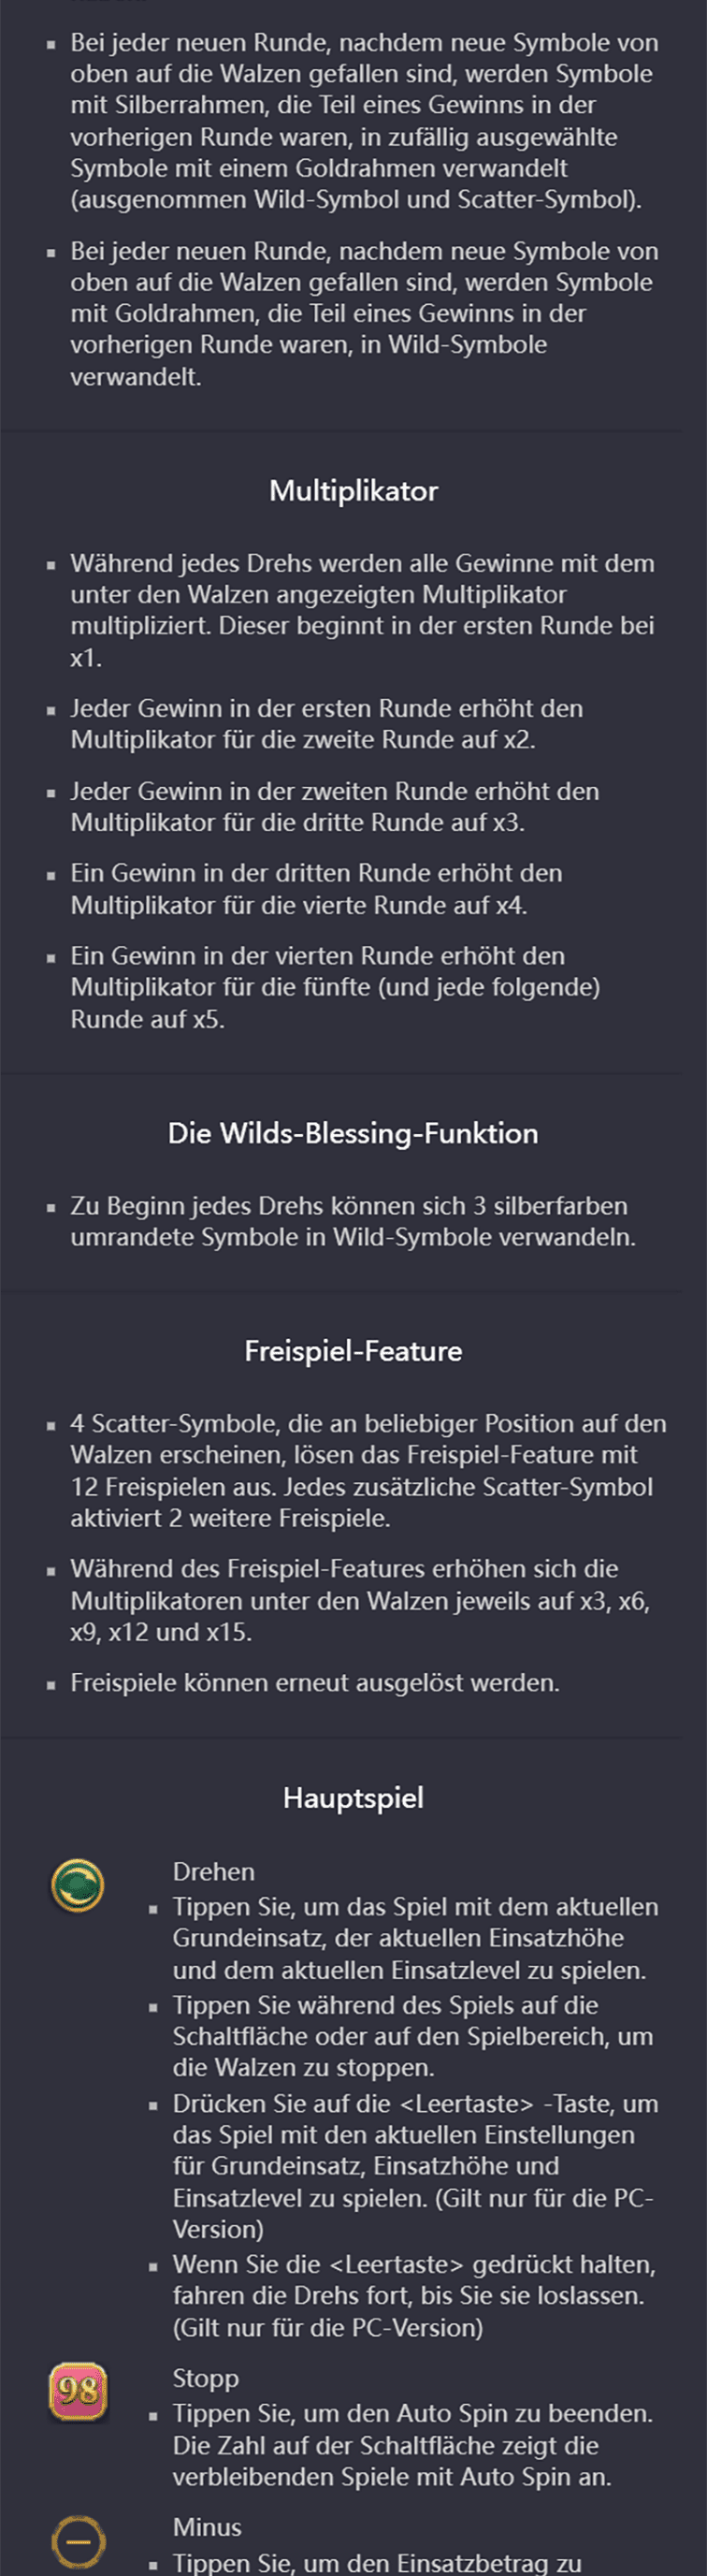 Bei jeder neuen Runde, nachdem neue Symbole von
oben auf die Walzen gefallen sind, werden Symbole
mit Silberrahmen, die Teil eines Gewinns in der
vorherigen Runde waren, in zufällig ausgewählte
Symbole mit einem Goldrahmen verwandelt
(ausgenommen Wild-Symbol und Scatter-Symbol).
Bei jeder neuen Runde, nachdem neue Symbole von
oben auf die Walzen gefallen sind, werden Symbole
mit Goldrahmen, die Teil eines Gewinns in der
vorherigen Runde waren, in Wild-Symbole
verwandelt.
Multiplikator
Während jedes Drehs werden alle Gewinne mit dem
unter den Walzen angezeigten Multiplikator
multipliziert. Dieser beginnt in der ersten Runde bei
x1.
Jeder Gewinn in der ersten Runde erhöht den
Multiplikator für die zweite Runde auf x2.
Jeder Gewinn in der zweiten Runde erhöht den
Multiplikator für die dritte Runde auf x3.
Ein Gewinn in der dritten Runde erhöht den
Multiplikator für die vierte Runde auf x4.
Ein Gewinn in der vierten Runde erhöht den
Multiplikator für die fünfte (und jede folgende)
Runde auf x5.
Die Wilds-Blessing-Funktion
Zu Beginn jedes Drehs können sich 3 silberfarben
umrandete Symbole in Wild-Symbole verwandeln.
Freispiel-Feature
4 Scatter-Symbole, die an beliebiger Position auf den
Walzen erscheinen, lösen das Freispiel-Feature mit
12 Freispielen aus. Jedes zusätzliche Scatter-Symbol
aktiviert 2 weitere Freispiele.
Während des Freispiel-Features erhöhen sich die
Multiplikatoren unter den Walzen jeweils auf x3, x6,
x9, x12 und x15.
Freispiele können erneut ausgelöst werden.
Hauptspiel
Drehen
Tippen Sie, um das Spiel mit dem aktuellen
Grundeinsatz, der aktuellen Einsatzhöhe
und dem aktuellen Einsatzlevel zu spielen.
Tippen Sie während des Spiels auf die
Schaltfläche oder auf den Spielbereich, um
die Walzen zu stoppen.
Drücken Sie auf die <Leertaste> -Taste, um
das Spiel mit den aktuellen Einstellungen
für Grundeinsatz, Einsatzhöhe und
Einsatzlevel zu spielen. (Gilt nur für die PC-
Version)
Wenn Sie die <Leertaste> gedrückt halten,
fahren die Drehs fort, bis Sie sie loslassen.
(Gilt nur für die PC-Version)
98
Stopp
Tippen Sie, um den Auto Spin zu beenden.
Die Zahl auf der Schaltfläche zeigt die
verbleibenden Spiele mit Auto Spin an.
Minus
Tippen Sie, um den Einsatzbetrag zu